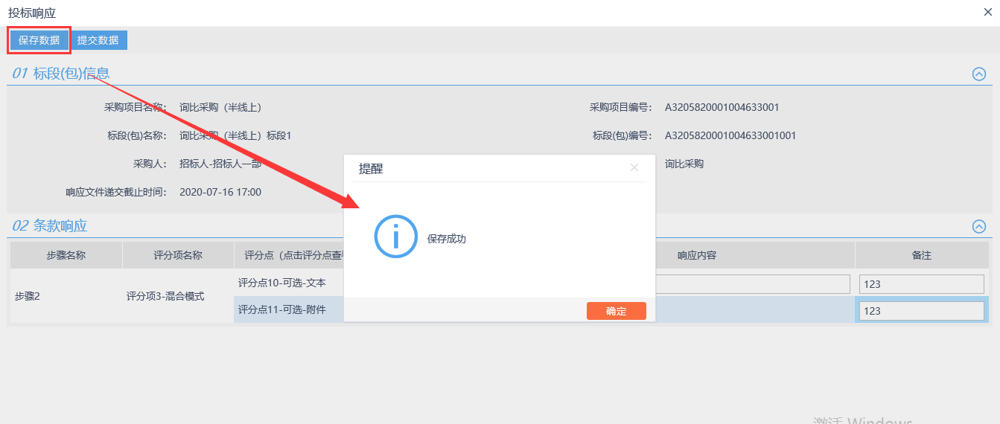 投标响应
保存数据 提交数据
01 标段(包)信息
采购项目名称： 询比采购（半线上） 采购项目编号： A3205820001004633001
标段(包)名称： 询比采购（半线上）标段1 标段(包)编号： A3205820001004633001001
采购人： 招标人-招标人一部 询比采购
响应文件递交截止时间： 2020-07-16 17:00
提醒
保存成功
确定
02 条款响应
步骤名称 评分项名称 评分点（点击评分点查 响应内容 备注
步骤2 评分项3-混合模式
评分点10-可选-文本 123
评分点11-可选-附件 123
激活 Windows